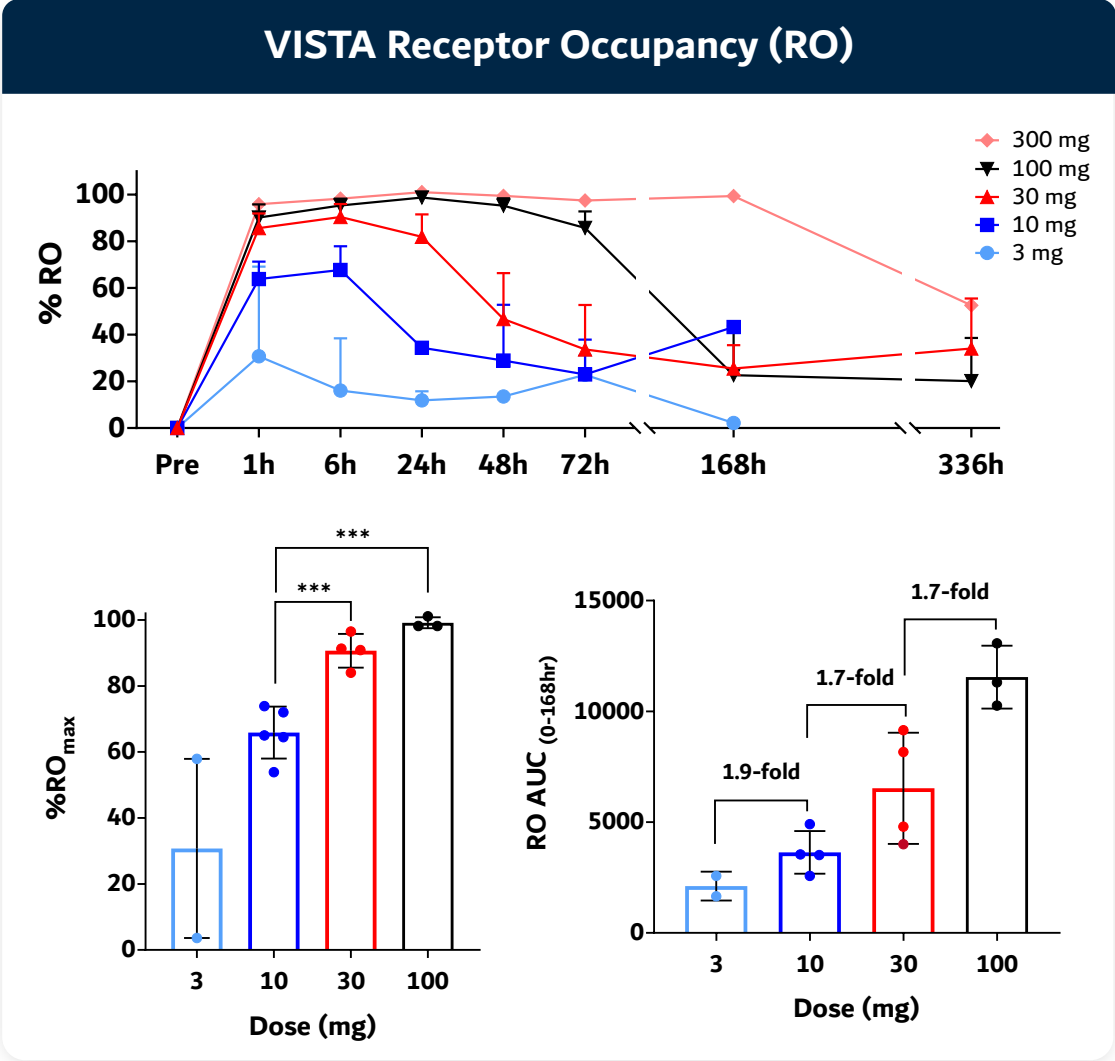 VISTA Receptor Occupancy (RO)
300 mg
100 mg
30 mg
10 mg
3 mg
% RO
100
80
60
40
20
0
Pre 1h 6h 24h 48h 72h 168h 336h
***
***
%ROmax
100
80
60
40
20
0
3 10 30 100
Dose (mg)
1.7-fold
1.7-fold
1.9-fold
RO AUC (0-168hr)
15000
10000
5000
0
3 10 30 100
Dose (mg)